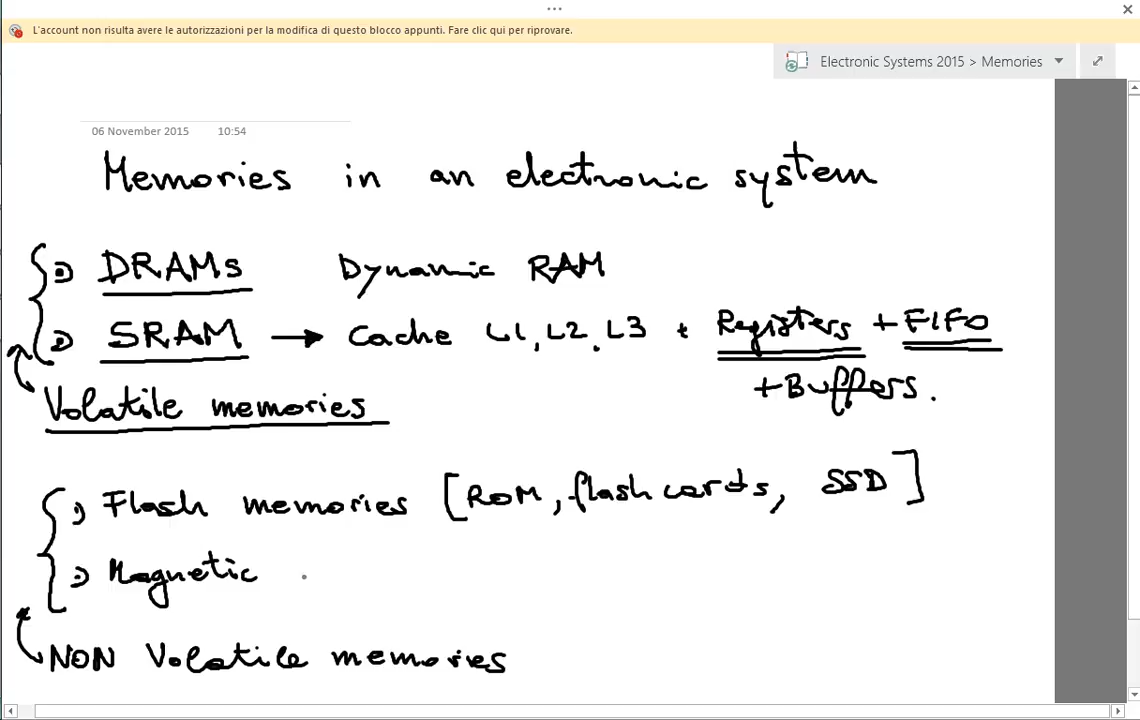 L'account non risulta avere le autorizzazioni per la modifica di questo blocco appunti. Fare clic qui per riprovare.
Electronic Systems 2015 > Memories
06 November 2015 10:54
Memories in an electronic system
DRAMs Dynamic RAM
SRAM → Cache L1, L2, L3 + Registers + FIFO
+ Buffers.
Volatile memories
Flash memories [ROM, flash cards, SSD]
Magnetic
NON Volatile memories